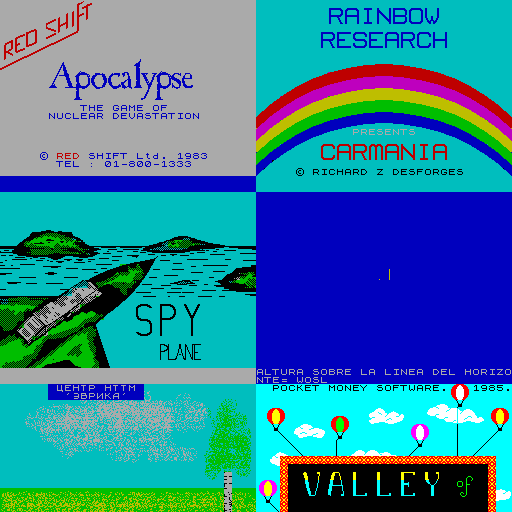 RED SHIFT
Apocalypse
THE GAME OF
NUCLEAR DEVASTATION
© RED SHIFT Ltd. 1983
TEL : 01-800-1333
RAINBOW
RESEARCH
PRESENTS
CARMANIA
© RICHARD Z DESFORGES
SPY
PLANE
ALTURA SOBRE LA LINEA DEL HORIZO
NTE= WOSL
ЦЕНТР НТТМ
'ЭВРИКА'
POCKET MONEY SOFTWARE. 1985.
VALLEY of